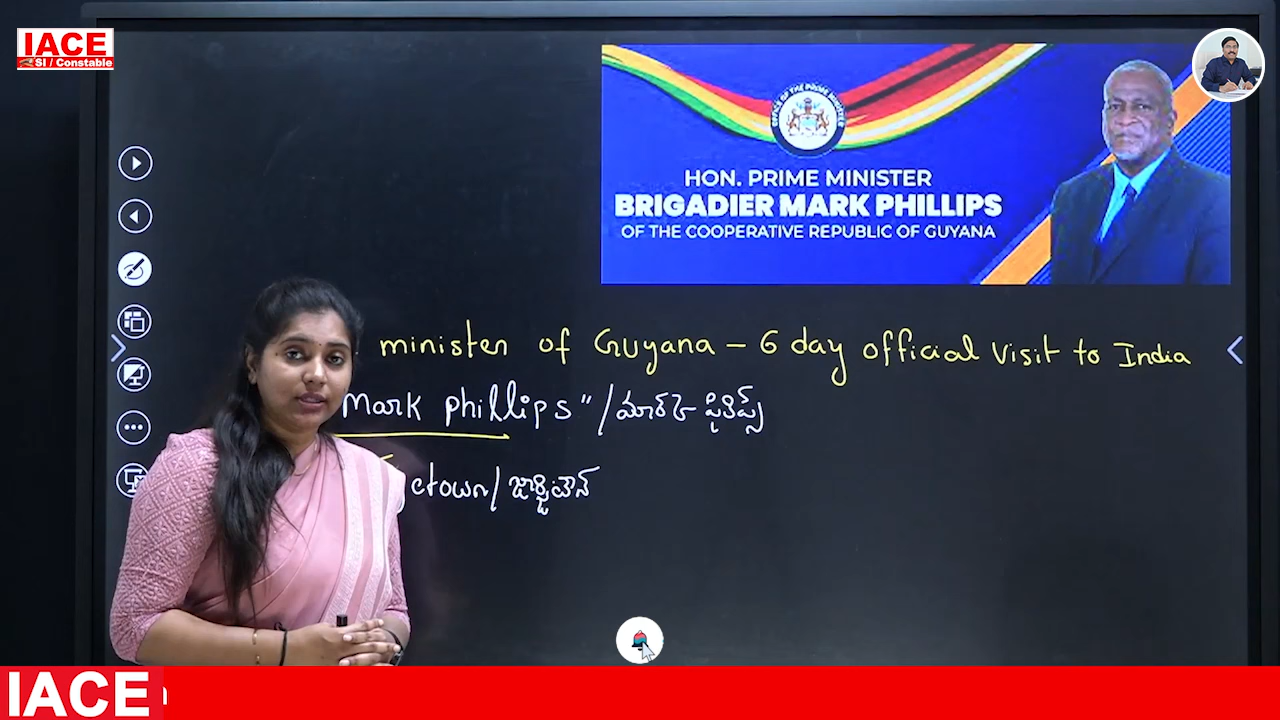 IACE
SI / Constable
OFFICE OF THE PRIME MINISTER
HON. PRIME MINISTER
BRIGADIER MARK PHILLIPS
OF THE COOPERATIVE REPUBLIC OF GUYANA
minister of Guyana - 6 day official visit to India
Mark phillips" / మార్క్ ఫిలిప్స్
etown / జార్జిటౌన్
IACE